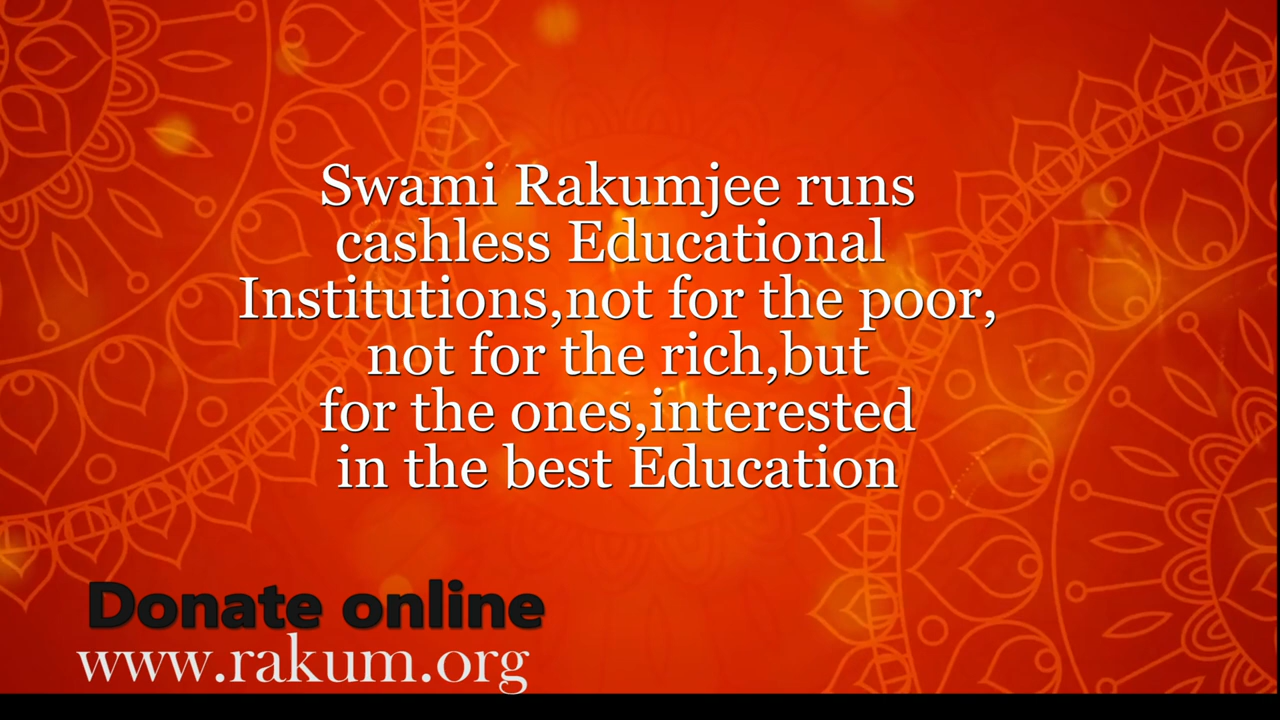 Swami Rakumjee runs
cashless Educational
Institutions,not for the poor,
not for the rich,but
for the ones,interested
in the best Education
Donate online
www.rakum.org